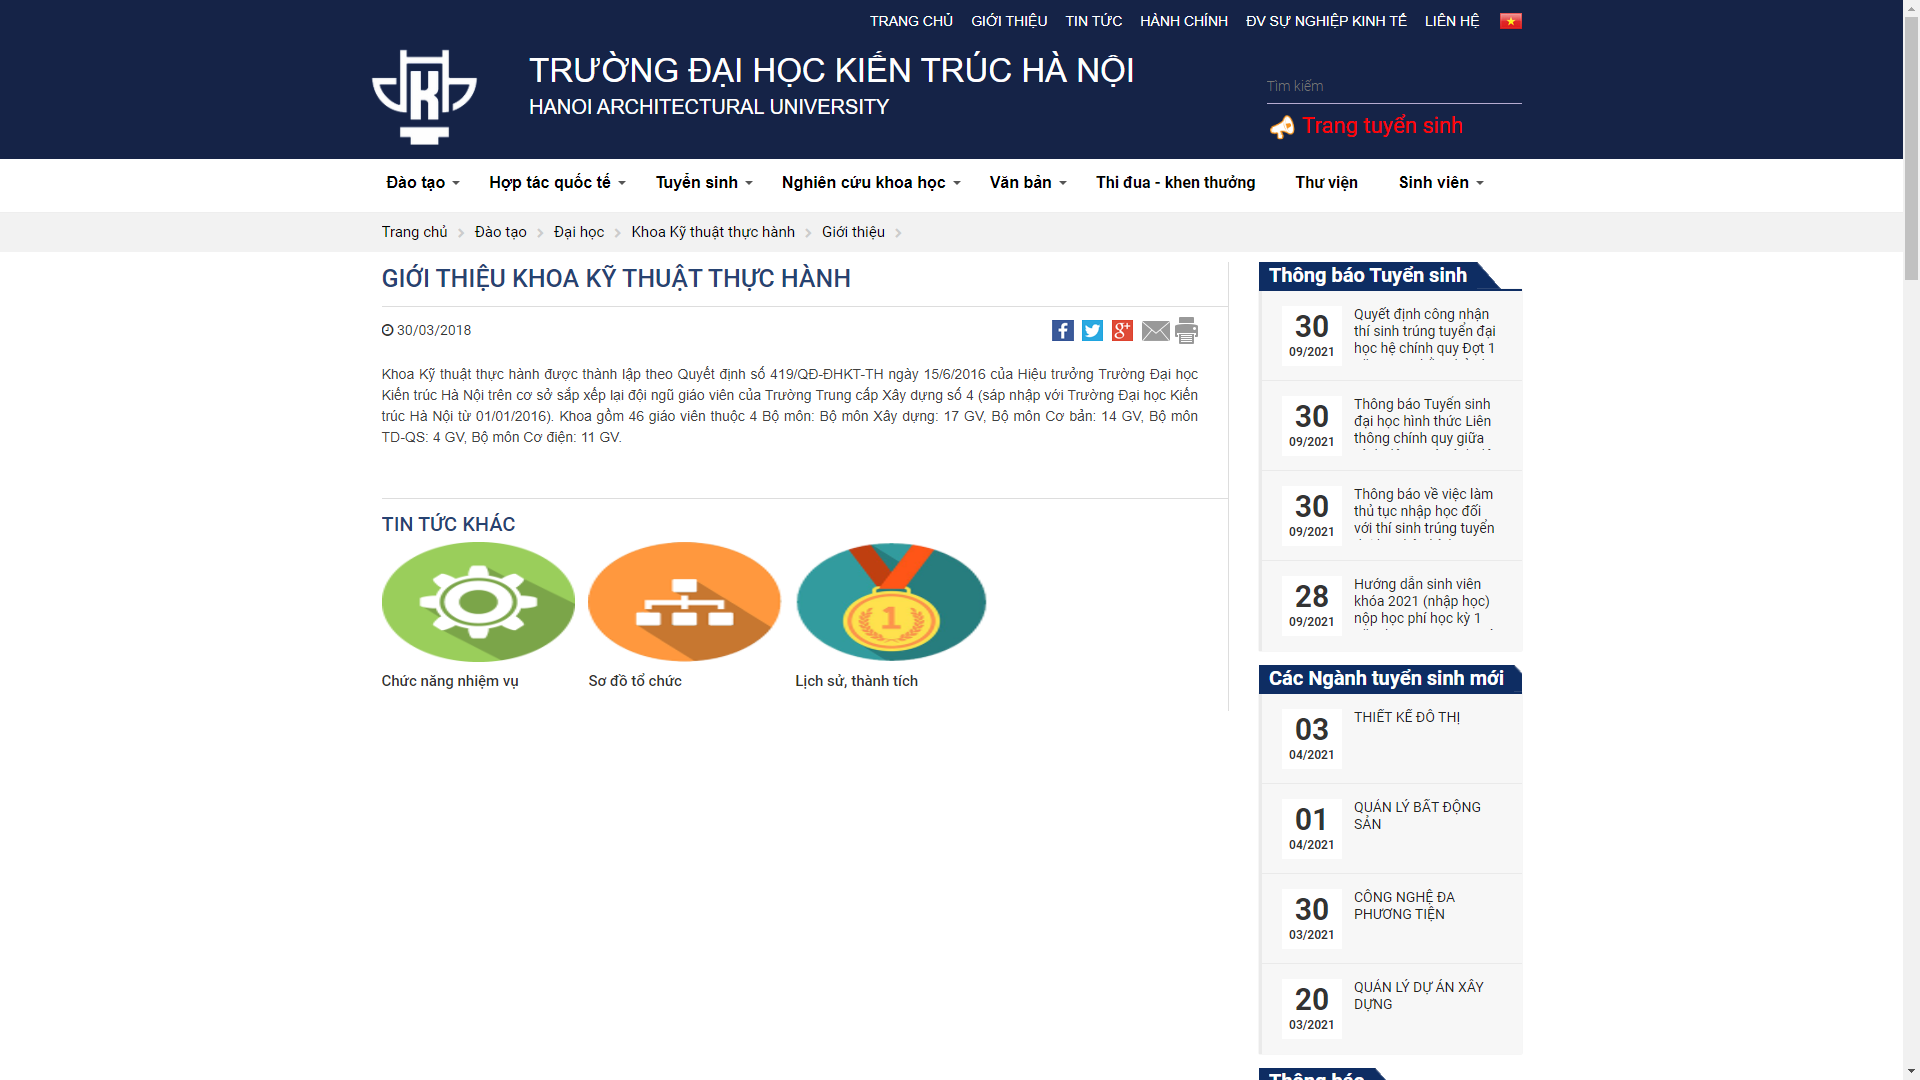 TRANG CHỦ GIỚI THIỆU TIN TỨC HÀNH CHÍNH ĐV SỰ NGHIỆP KINH TẾ LIÊN HỆ
TRƯỜNG ĐẠI HỌC KIẾN TRÚC HÀ NỘI
HANOI ARCHITECTURAL UNIVERSITY
Tìm kiếm
Trang tuyển sinh
Đào tạo Hợp tác quốc tế Tuyển sinh Nghiên cứu khoa học Văn bản Thi đua - khen thưởng Thư viện Sinh viên
Trang chủ Đào tạo Đại học Khoa Kỹ thuật thực hành Giới thiệu
GIỚI THIỆU KHOA KỸ THUẬT THỰC HÀNH
30/03/2018
Khoa Kỹ thuật thực hành được thành lập theo Quyết định số 419/QĐ-ĐHKT-TH ngày 15/6/2016 của Hiệu trưởng Trường Đại học
Kiến trúc Hà Nội trên cơ sở sắp xếp lại đội ngũ giáo viên của Trường Trung cấp Xây dựng số 4 (sáp nhập với Trường Đại học Kiến
trúc Hà Nội từ 01/01/2016). Khoa gồm 46 giáo viên thuộc 4 Bộ môn: Bộ môn Xây dựng: 17 GV, Bộ môn Cơ bản: 14 GV, Bộ môn
TD-QS: 4 GV, Bộ môn Cơ điện: 11 GV.
TIN TỨC KHÁC
1
Chức năng nhiệm vụ
Sơ đồ tổ chức
Lịch sử, thành tích
Thông báo Tuyển sinh
30
09/2021
Quyết định công nhận
thí sinh trúng tuyển đại
học hệ chính quy Đợt 1
30
09/2021
Thông báo Tuyển sinh
đại học hình thức Liên
thông chính quy giữa
30
09/2021
Thông báo về việc làm
thủ tục nhập học đối
với thí sinh trúng tuyển
28
09/2021
Hướng dẫn sinh viên
khóa 2021 (nhập học)
nộp học phí học kỳ 1
Các Ngành tuyển sinh mới
03
04/2021
THIẾT KẾ ĐÔ THỊ
01
04/2021
QUẢN LÝ BẤT ĐỘNG
SẢN
30
03/2021
CÔNG NGHỆ ĐA
PHƯƠNG TIỆN
20
03/2021
QUẢN LÝ DỰ ÁN XÂY
DỰNG
Thông báo